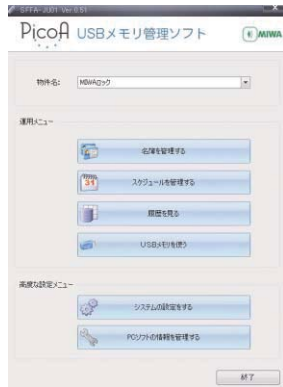 SFFA-JU01 Ver 0.51
PicoA USBメモリ管理ソフト MIWA
物件名: MIWAロック
運用メニュー
名簿を管理する
31 スケジュールを管理する
履歴を見る
USBメモリを使う
高度な設定メニュー
システムの設定をする
PCソフトの情報を管理する
終了